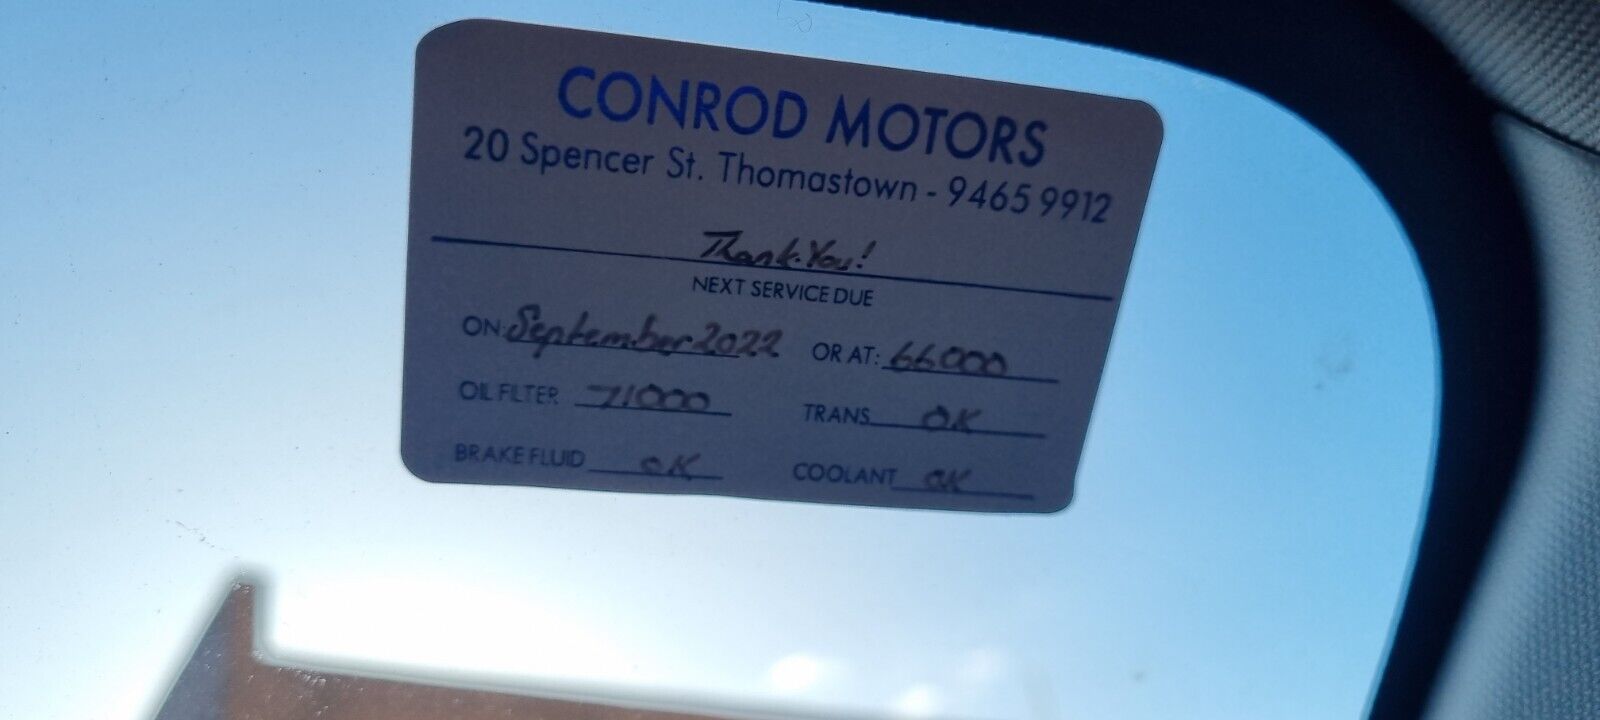 CONROD MOTORS
20 Spencer St. Thomastown - 9465 9912
Thank.You!
NEXT SERVICE DUE
ON: September 2022 OR AT: 66000
OIL FILTER 71000 TRANS OK
BRAKE FLUID OK COOLANT OK